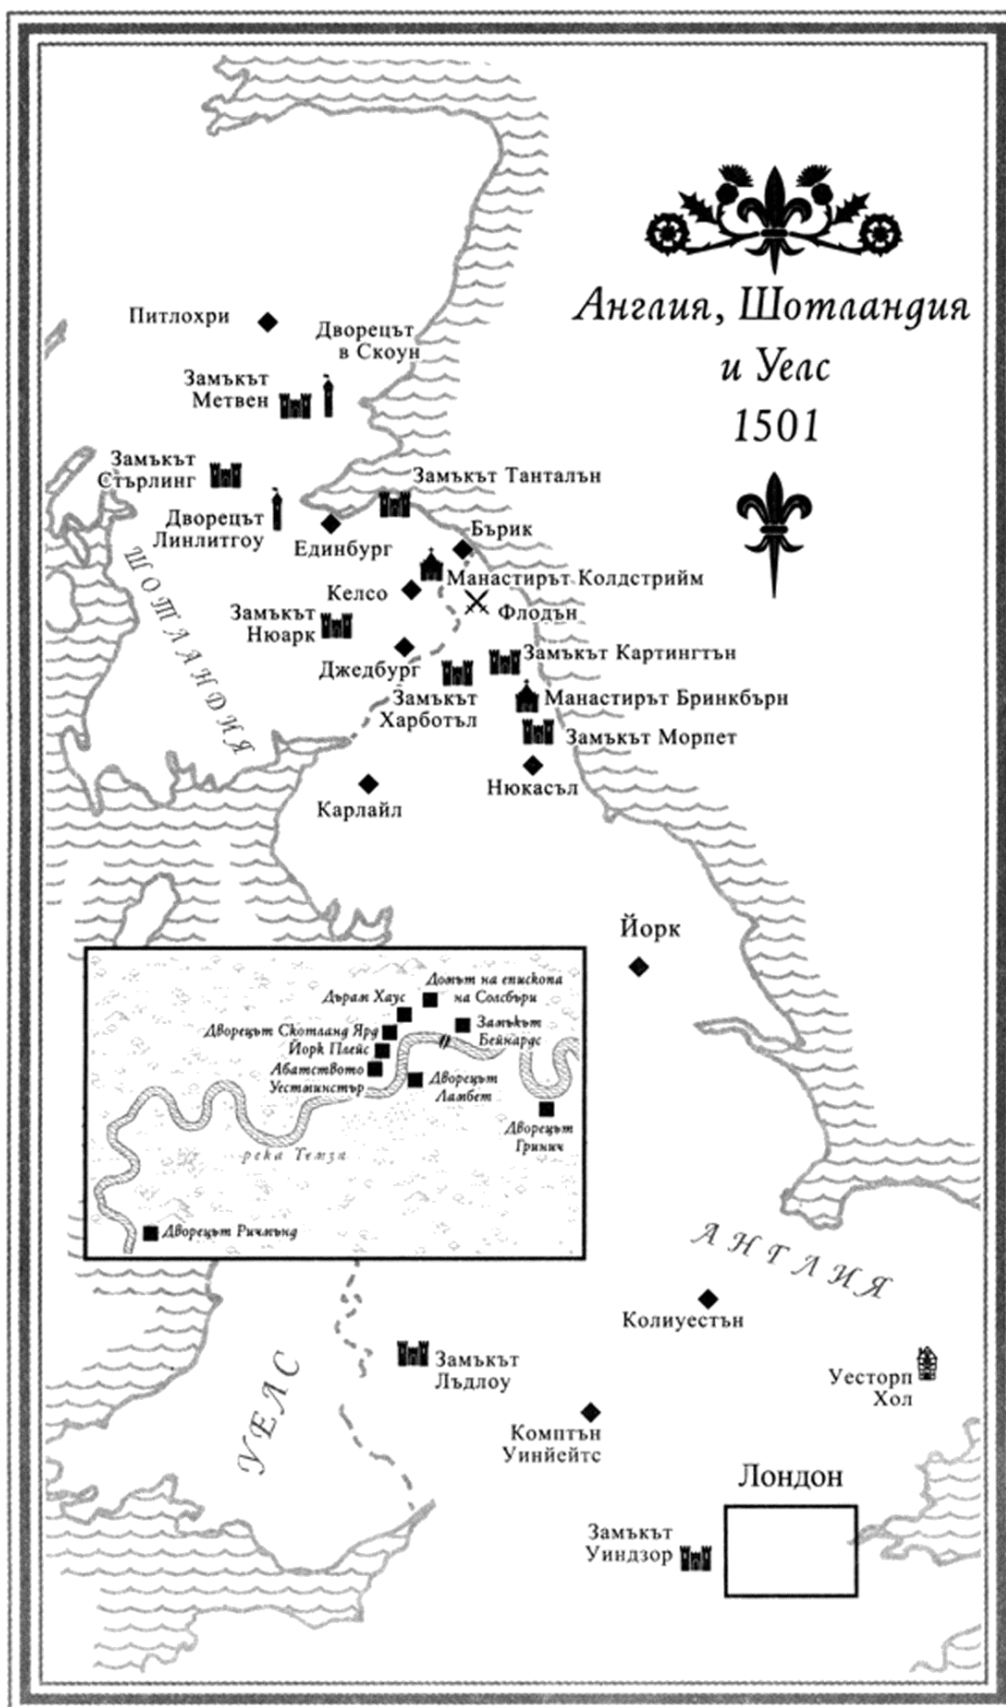 Англия, Шотландия
и Уелс
1501
Питлохри
Дворецът
в Скоун
Замъкът
Метвен
Замъкът
Стърлинг
Замъкът Танталън
Дворецът
Линлитгоу
Единбург
Бърик
Манастирът Колдстрийм
Келсо
Флодън
Замъкът
Нюарк
ШОТЛАНДИЯ
Джедбург
Замъкът Картингтън
Замъкът
Харботъл
Манастирът Бринкбърн
Замъкът Морпет
Нюкасъл
Карлайл
Йорк
Домът на епископа
на Солсбъри
Дърам Хаус
Дворецът Скотланд Ярд
Замъкът
Бейнардс
Йорк Плейс
Абатството
Уестминстър
Дворецът
Ламбет
Дворецът
Гринич
река Темза
Дворецът Ричмънд
АНГЛИЯ
Колиуестън
Замъкът
Лъдлоу
УЕЛС
Уесторп
Хол
Комптън
Уинйейтс
Лондон
Замъкът
Уиндзор